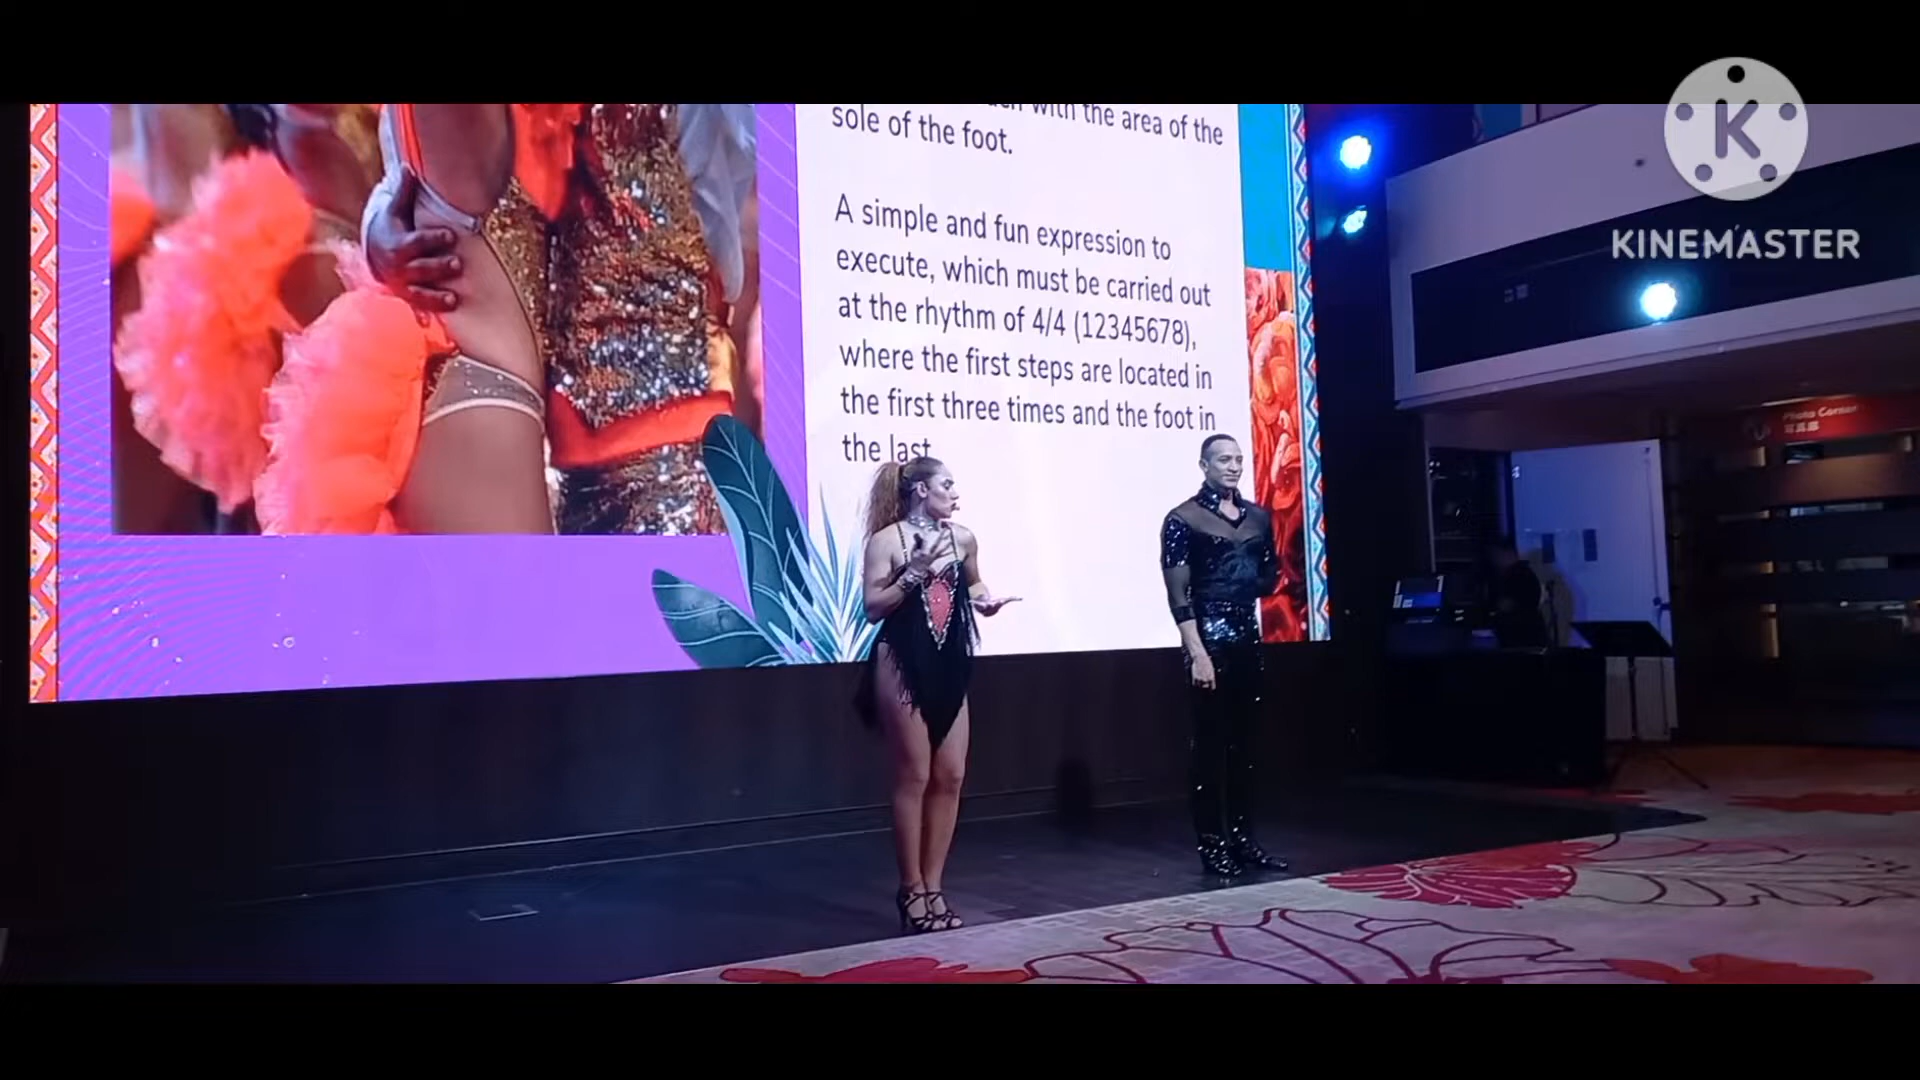 with the area of the
sole of the foot.
A simple and fun expression to
execute, which must be carried out
at the rhythm of 4/4 (12345678),
where the first steps are located in
the first three times and the foot in
the last
K
KINEMASTER
Photo Corner